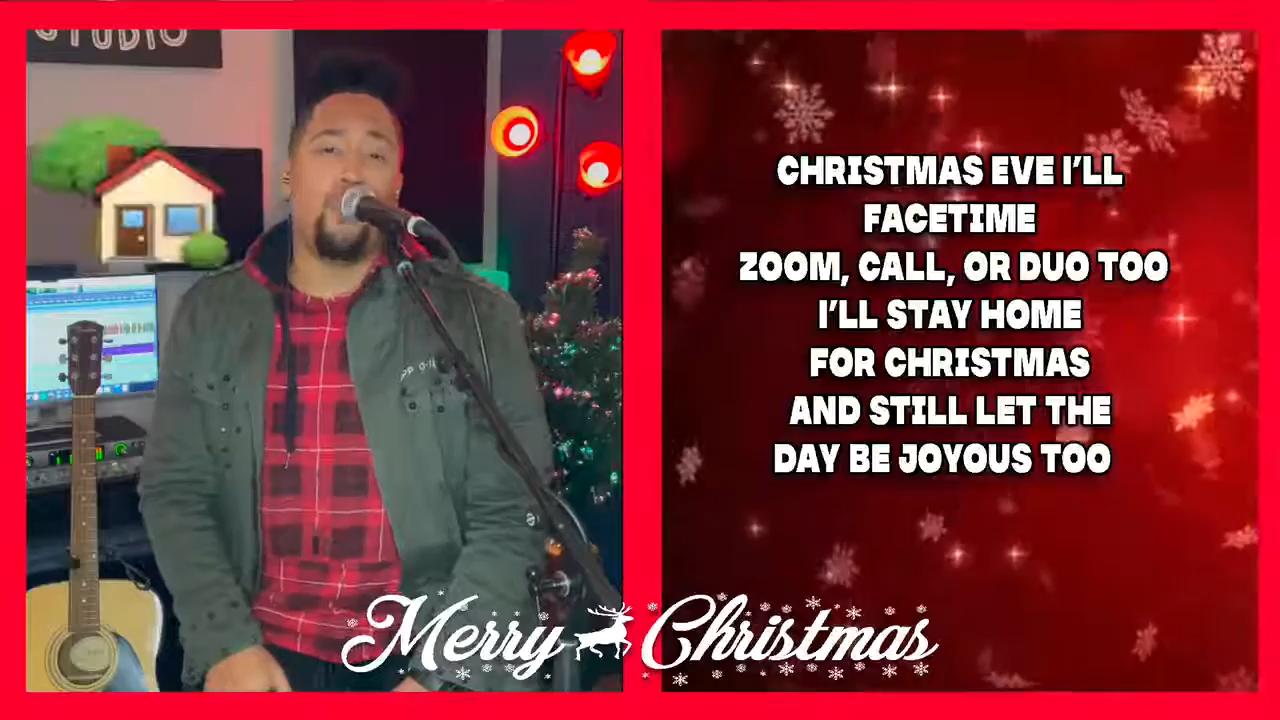 STUDIO
CHRISTMAS EVE I'LL
FACETIME
ZOOM, CALL, OR DUO TOO
I'LL STAY HOME
FOR CHRISTMAS
AND STILL LET THE
DAY BE JOYOUS TOO
Merry Christmas